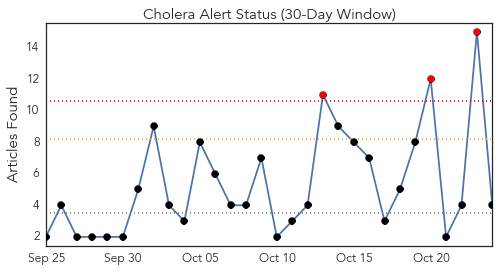 Cholera Alert Status (30-Day Window)
Articles Found
14
12
10
8
6
4
2
Sep 25 Sep 30 Oct 05 Oct 10 Oct 15 Oct 20